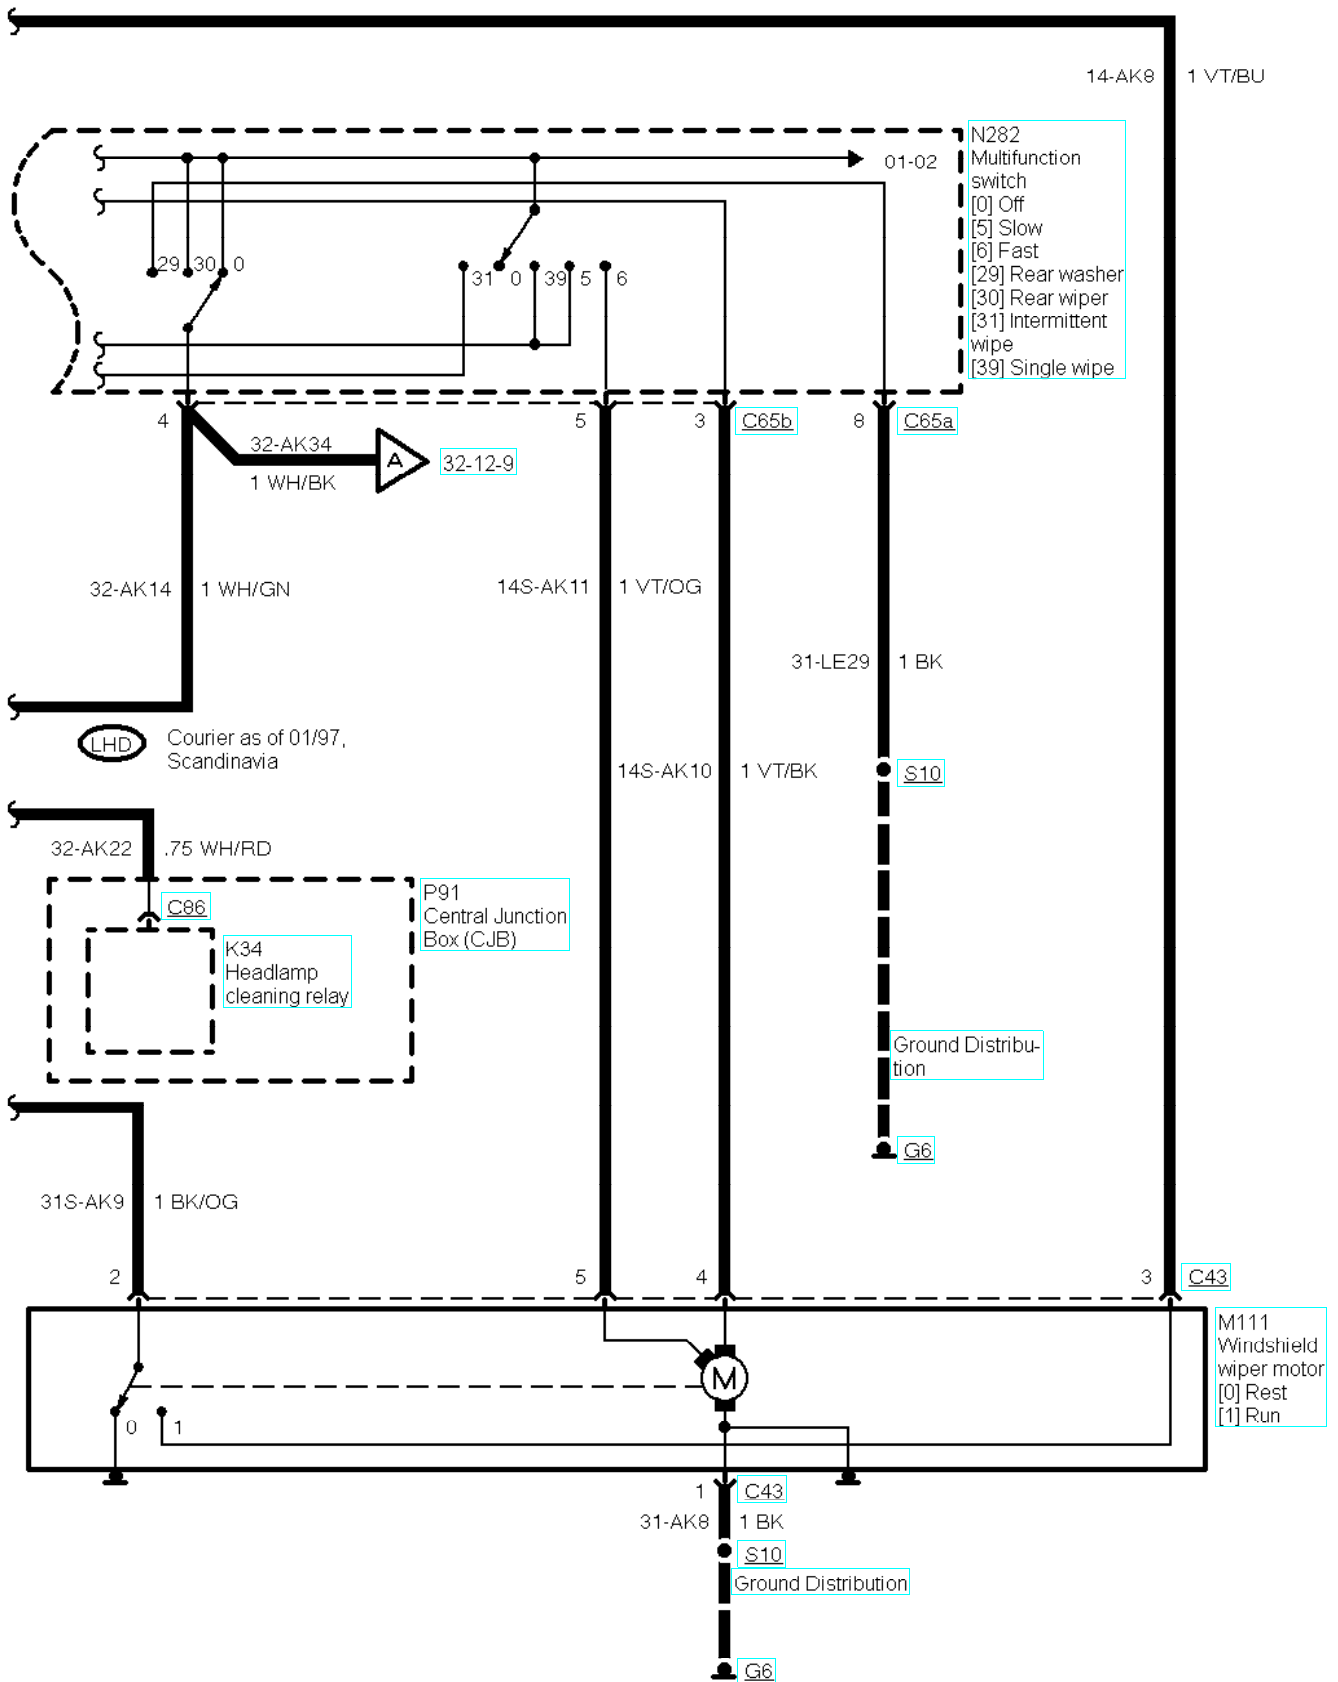 14-AK8 1 VT/BU
N282
Multifunction
switch
[0] Off
[5] Slow
[6] Fast
[29] Rear washer
[30] Rear wiper
[31] Intermittent
wipe
[39] Single wipe
01-02
29 30 0
31 0 39 5 6
4 5 3 C65b 8 C65a
32-AK34
1 WH/BK
A
32-12-9
32-AK14 1 WH/GN
14S-AK11 1 VT/OG
31-LE29 1 BK
LHD
Courier as of 01/97,
Scandinavia
14S-AK10 1 VT/BK
S10
32-AK22 .75 WH/RD
C86
P91
Central Junction
Box (CJB)
K34
Headlamp
cleaning relay
Ground Distribu-
tion
G6
31S-AK9 1 BK/OG
2 5 4 3 C43
M111
Windshield
wiper motor
[0] Rest
[1] Run
M
0 1
1 C43
31-AK8 1 BK
S10
Ground Distribution
G6